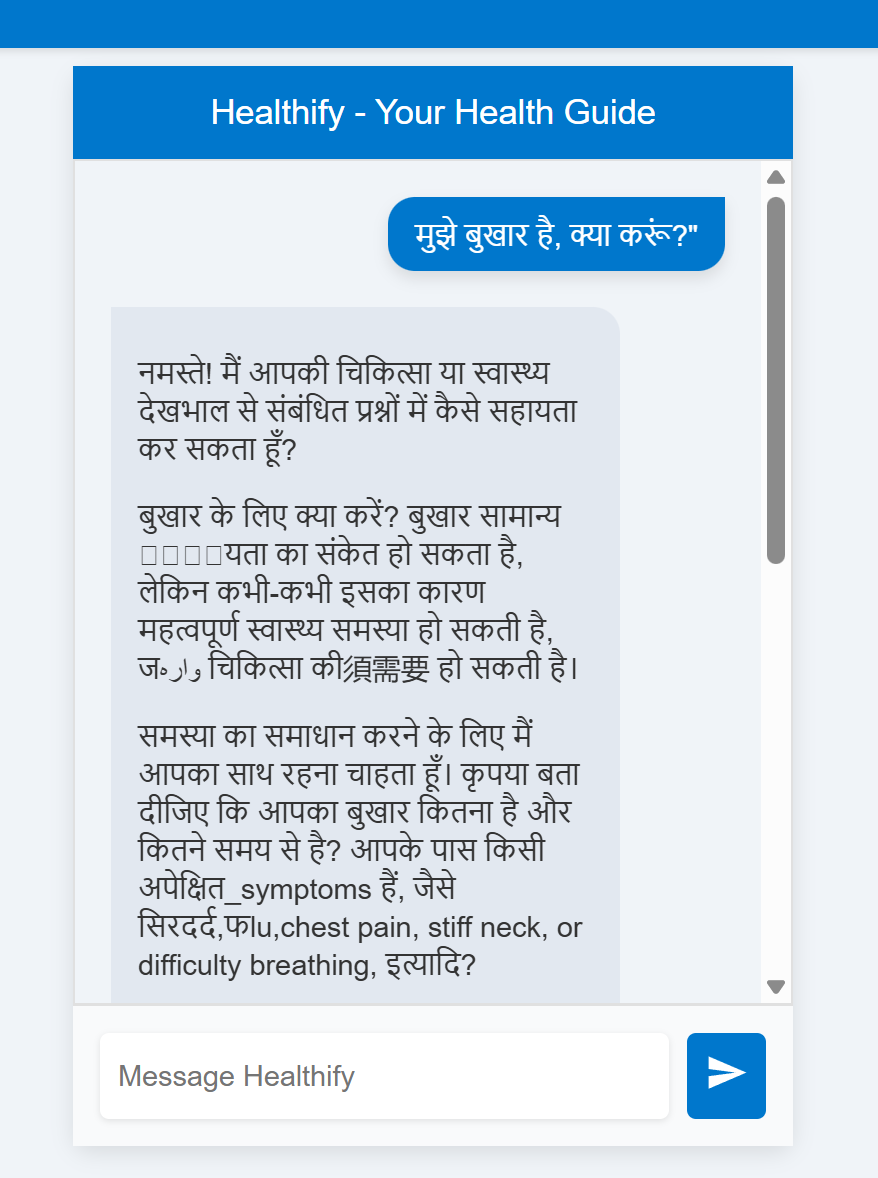 Healthify - Your Health Guide
मुझे बुखार है, क्या करूं?"
नमस्ते! मैं आपकी चिकित्सा या स्वास्थ्य
देखभाल से संबंधित प्रश्नों में कैसे सहायता
कर सकता हूँ?
बुखार के लिए क्या करें? बुखार सामान्य
□□□□यता का संकेत हो सकता है,
लेकिन कभी-कभी इसका कारण
महत्वपूर्ण स्वास्थ्य समस्या हो सकती है,
जواره चिकित्सा की須需要 हो सकती है।
समस्या का समाधान करने के लिए मैं
आपका साथ रहना चाहता हूँ। कृपया बता
दीजिए कि आपका बुखार कितना है और
कितने समय से है? आपके पास किसी
अपेक्षित_symptoms हैं, जैसे
सिरदर्द,फlu,chest pain, stiff neck, or
difficulty breathing, इत्यादि?
Message Healthify